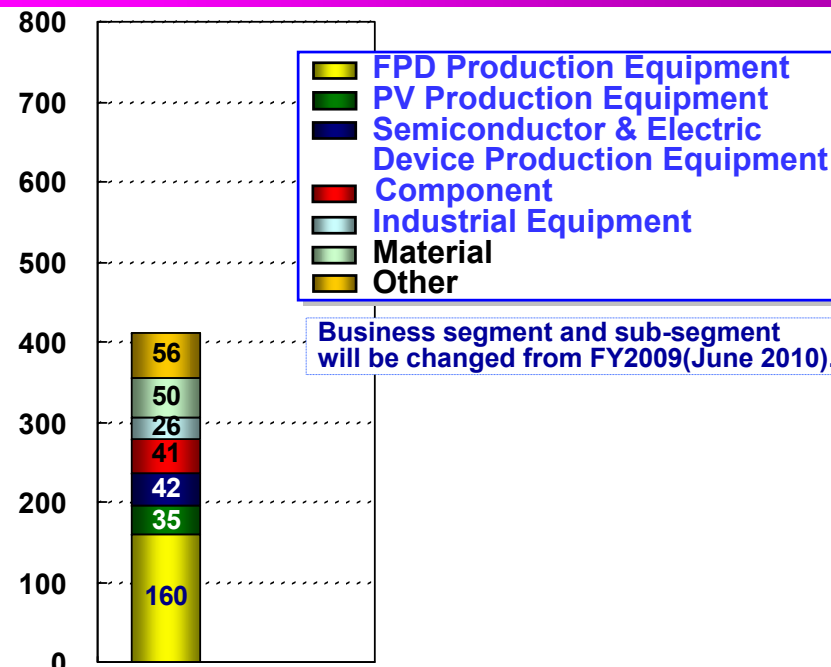 800
700
600
500
400
300
200
100
0
FPD Production Equipment
PV Production Equipment
Semiconductor & Electric
Device Production Equipment
Component
Industrial Equipment
Material
Other
Business segment and sub-segment
will be changed from FY2009(June 2010).
56
50
26
41
42
35
160